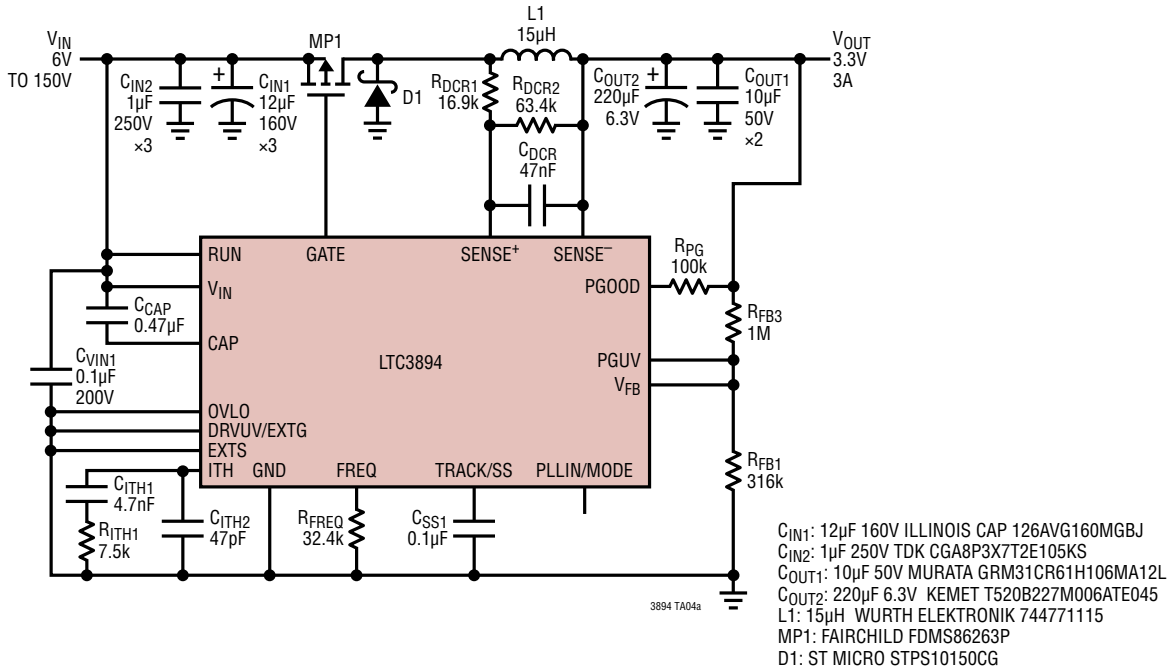 VIN
6V
TO 150V
CIN2
1µF
250V
×3
+
CIN1
12µF
160V
×3
MP1
D1
L1
15µH
RDCR1
16.9k
RDCR2
63.4k
CDCR
47nF
COUT2
220µF
6.3V
+
COUT1
10µF
50V
×2
VOUT
3.3V
3A
RUN
GATE
SENSE+
SENSE–
VIN
CAP
LTC3894
PGOOD
PGUV
VFB
RPG
100k
RFB3
1M
RFB1
316k
CCAP
0.47µF
CVIN1
0.1µF
200V
OVLO
DRVUV/EXTG
EXTS
ITH
GND
FREQ
TRACK/SS
PLLIN/MODE
CITH1
4.7nF
RITH1
7.5k
CITH2
47pF
RFREQ
32.4k
CSS1
0.1µF
3894 TA04a
CIN1: 12µF 160V ILLINOIS CAP 126AVG160MGBJ
CIN2: 1µF 250V TDK CGA8P3X7T2E105KS
COUT1: 10µF 50V MURATA GRM31CR61H106MA12L
COUT2: 220µF 6.3V KEMET T520B227M006ATE045
L1: 15µH WURTH ELEKTRONIK 744771115
MP1: FAIRCHILD FDMS86263P
D1: ST MICRO STPS10150CG